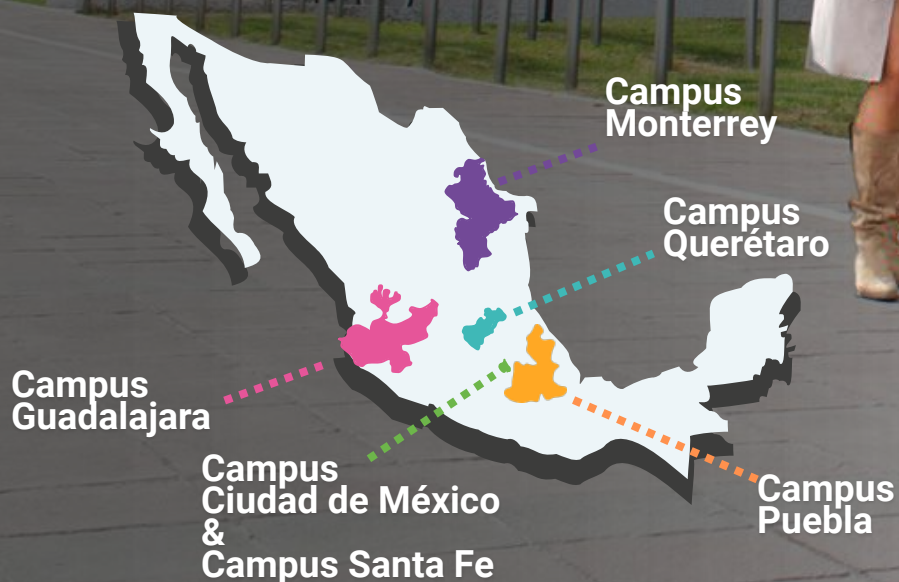 Campus
Monterrey
Campus
Querétaro
Campus
Guadalajara
Campus
Ciudad de México
&
Campus Santa Fe
Campus
Puebla